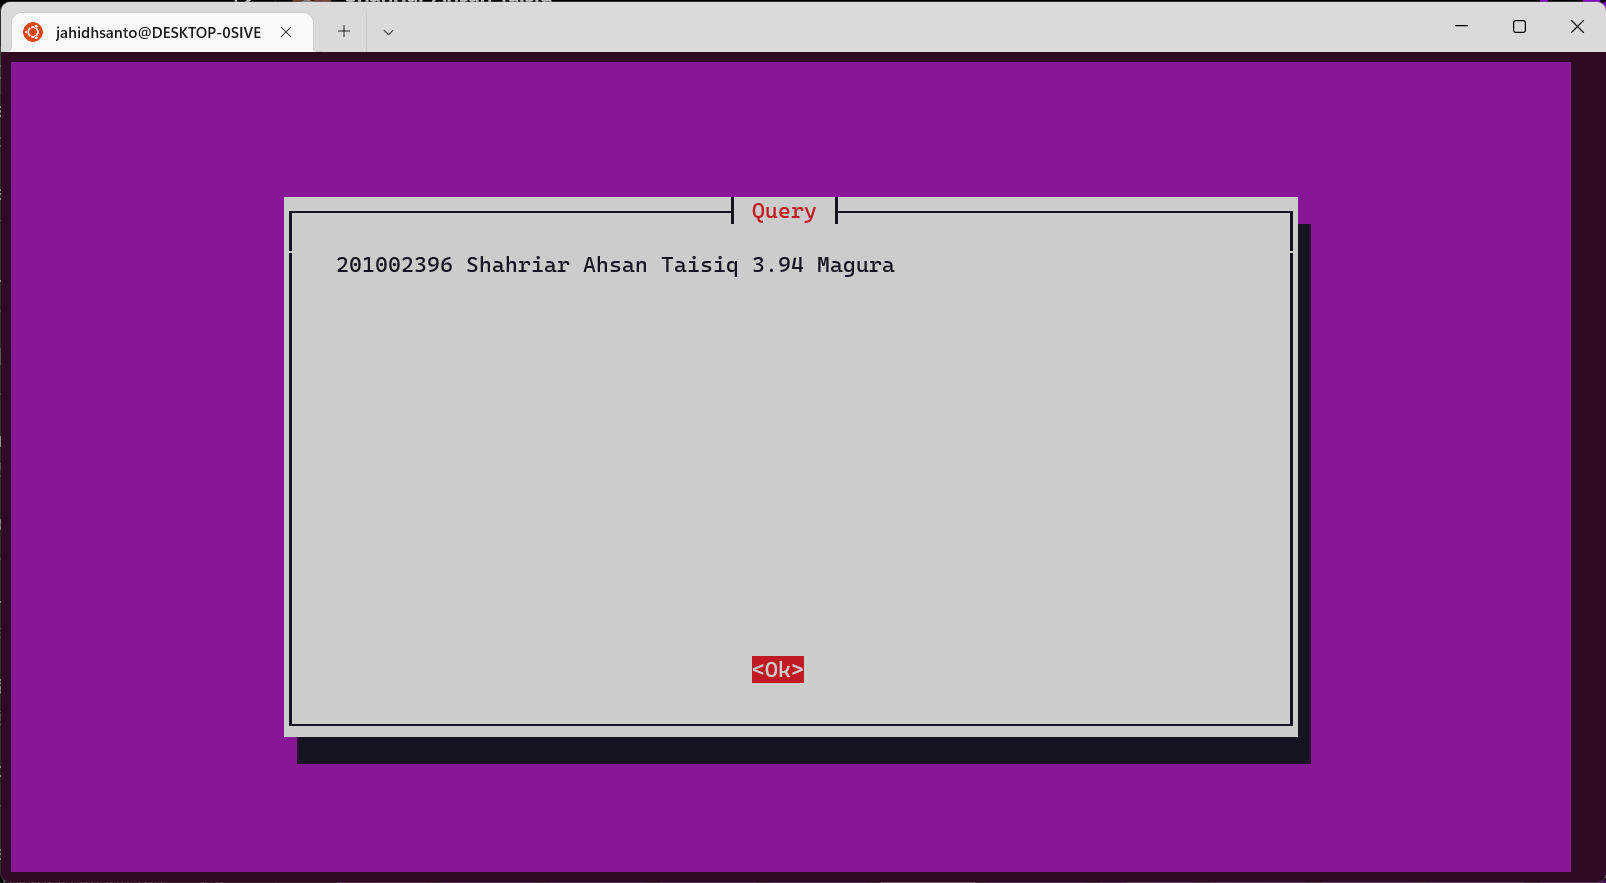 jahidhsanto@DESKTOP-0SIVE
Query
201002396 Shahriar Ahsan Taisiq 3.94 Magura
<Ok>